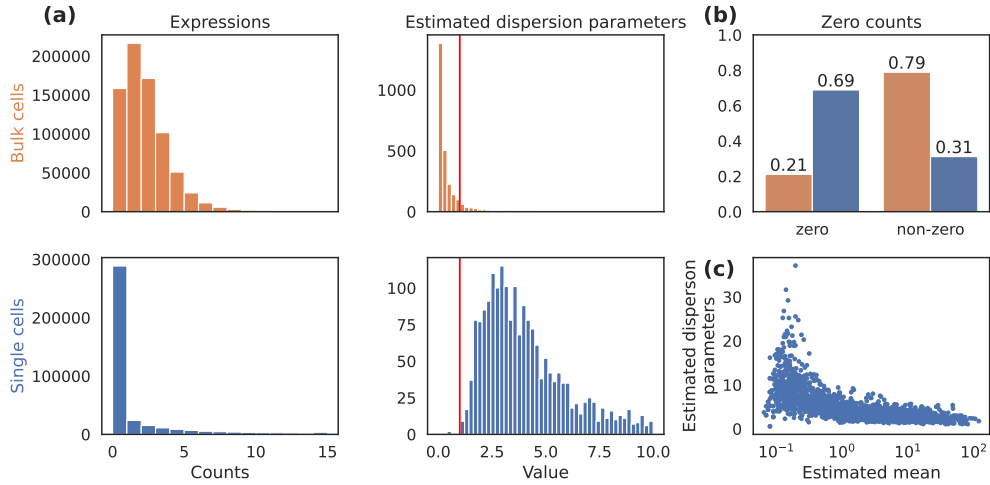 (a)
Expressions
Estimated dispersion parameters
(b)
Zero counts
Bulk cells
200000
150000
100000
50000
0
1000
500
0
1.0
0.8
0.6
0.4
0.2
0.0
0.21
0.69
0.79
0.31
zero
non-zero
Single cells
300000
200000
100000
0
0
5
10
15
Counts
100
75
50
25
0
0.0
2.5
5.0
7.5
10.0
Value
(c)
Estimated disperson
parameters
30
20
10
0
10⁻¹
10⁰
10¹
10²
Estimated mean